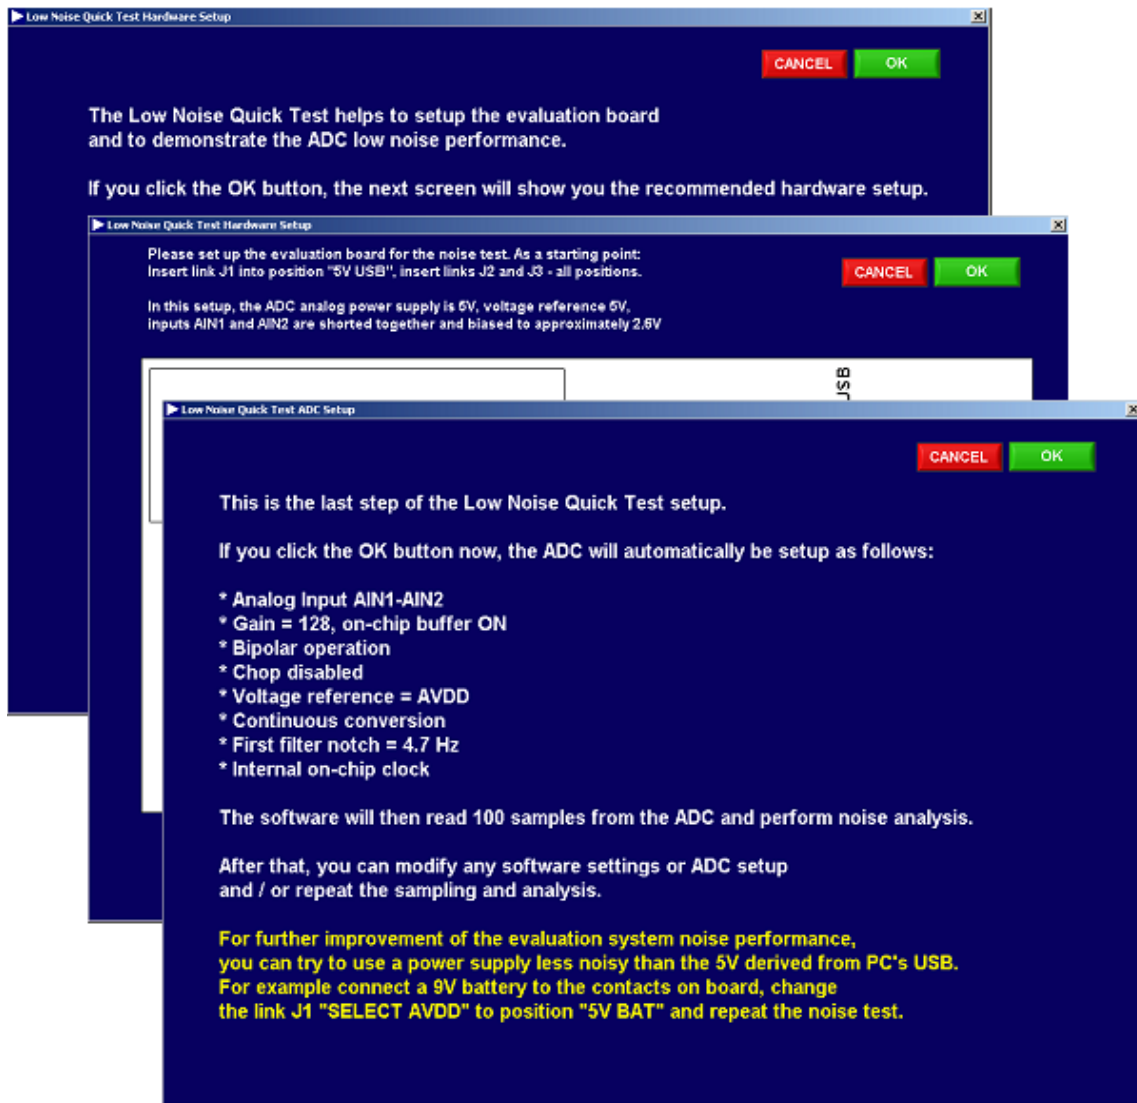 Low Noise Quick Test Hardware Setup
CANCEL
OK
The Low Noise Quick Test helps to setup the evaluation board
and to demonstrate the ADC low noise performance.
If you click the OK button, the next screen will show you the recommended hardware setup.
Low Noise Quick Test Hardware Setup
CANCEL
OK
Please set up the evaluation board for the noise test. As a starting point:
Insert link J1 into position "5V USB", insert links J2 and J3 - all positions.
In this setup, the ADC analog power supply is 5V, voltage reference 5V,
inputs AIN1 and AIN2 are shorted together and biased to approximately 2.5V
USB
Low Noise Quick Test ADC Setup
CANCEL
OK
This is the last step of the Low Noise Quick Test setup.
If you click the OK button now, the ADC will automatically be setup as follows:
* Analog Input AIN1-AIN2
* Gain = 128, on-chip buffer ON
* Bipolar operation
* Chop disabled
* Voltage reference = AVDD
* Continuous conversion
* First filter notch = 4.7 Hz
* Internal on-chip clock
The software will then read 100 samples from the ADC and perform noise analysis.
After that, you can modify any software settings or ADC setup
and / or repeat the sampling and analysis.
For further improvement of the evaluation system noise performance,
you can try to use a power supply less noisy than the 5V derived from PC's USB.
For example connect a 9V battery to the contacts on board, change
the link J1 "SELECT AVDD" to position "5V BAT" and repeat the noise test.